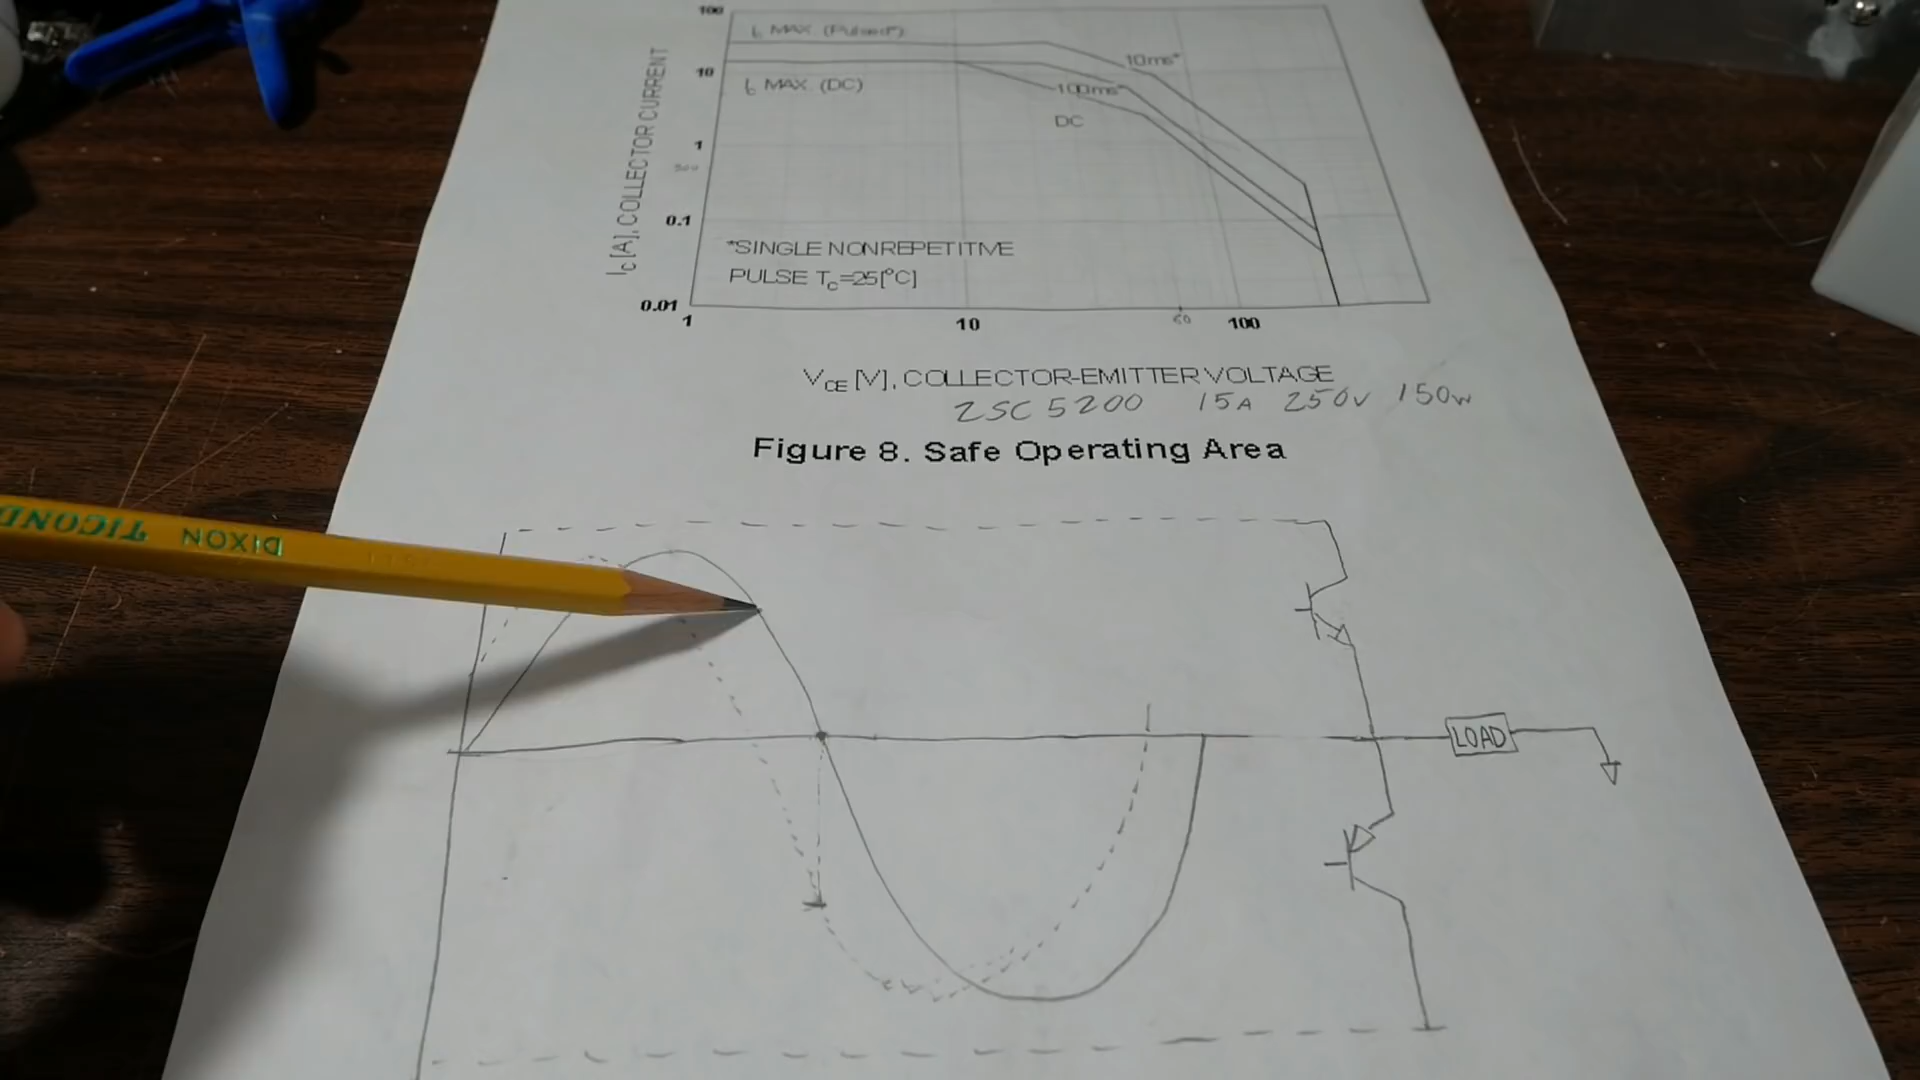 100
I_C MAX. (Pulsed*)
10ms*
10
I_C MAX. (DC)
100ms*
DC
1
0.1
*SINGLE NONREPETITIVE
PULSE T_C=25[°C]
0.01
I_C [A], COLLECTOR CURRENT
1
10
60
100
V_CE [V], COLLECTOR-EMITTER VOLTAGE
2SC5200 15A 250V 150W
Figure 8. Safe Operating Area
DIXON TICOND
LOAD